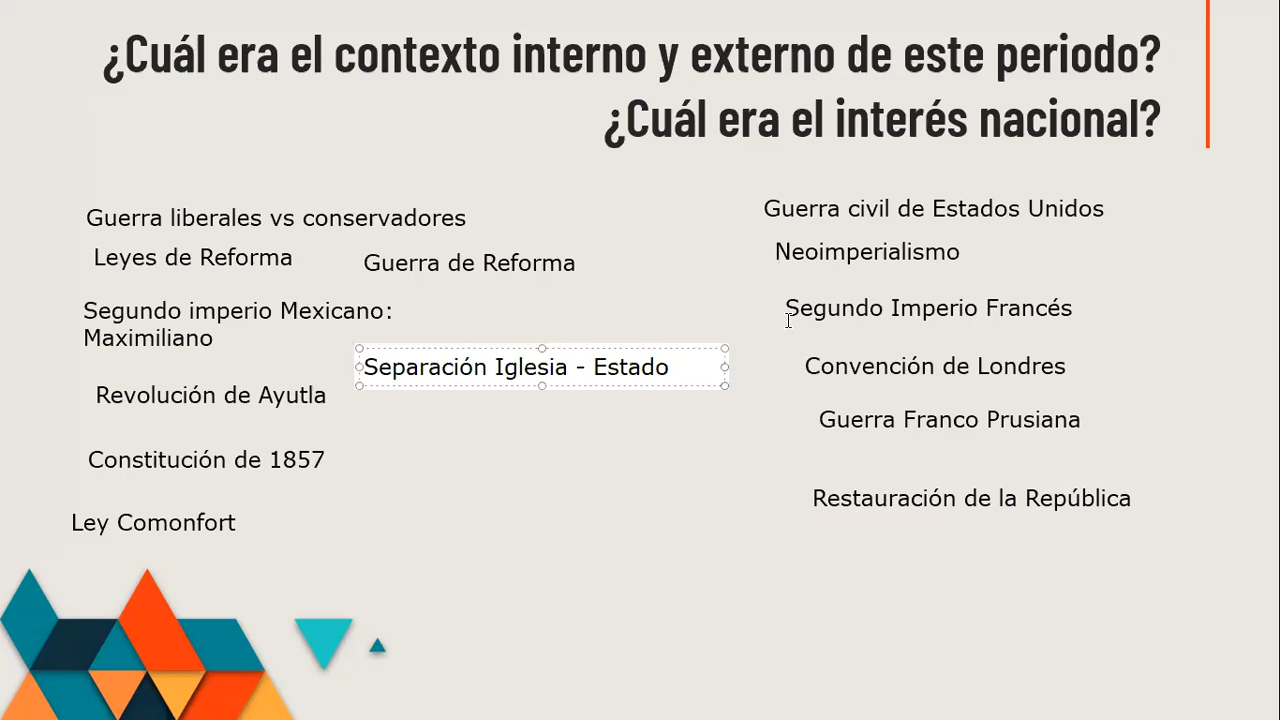 ¿Cuál era el contexto interno y externo de este periodo?
¿Cuál era el interés nacional?
Guerra liberales vs conservadores
Leyes de Reforma
Guerra de Reforma
Segundo imperio Mexicano:
Maximiliano
Separación Iglesia - Estado
Revolución de Ayutla
Constitución de 1857
Ley Comonfort
Guerra civil de Estados Unidos
Neoimperialismo
Segundo Imperio Francés
Convención de Londres
Guerra Franco Prusiana
Restauración de la República